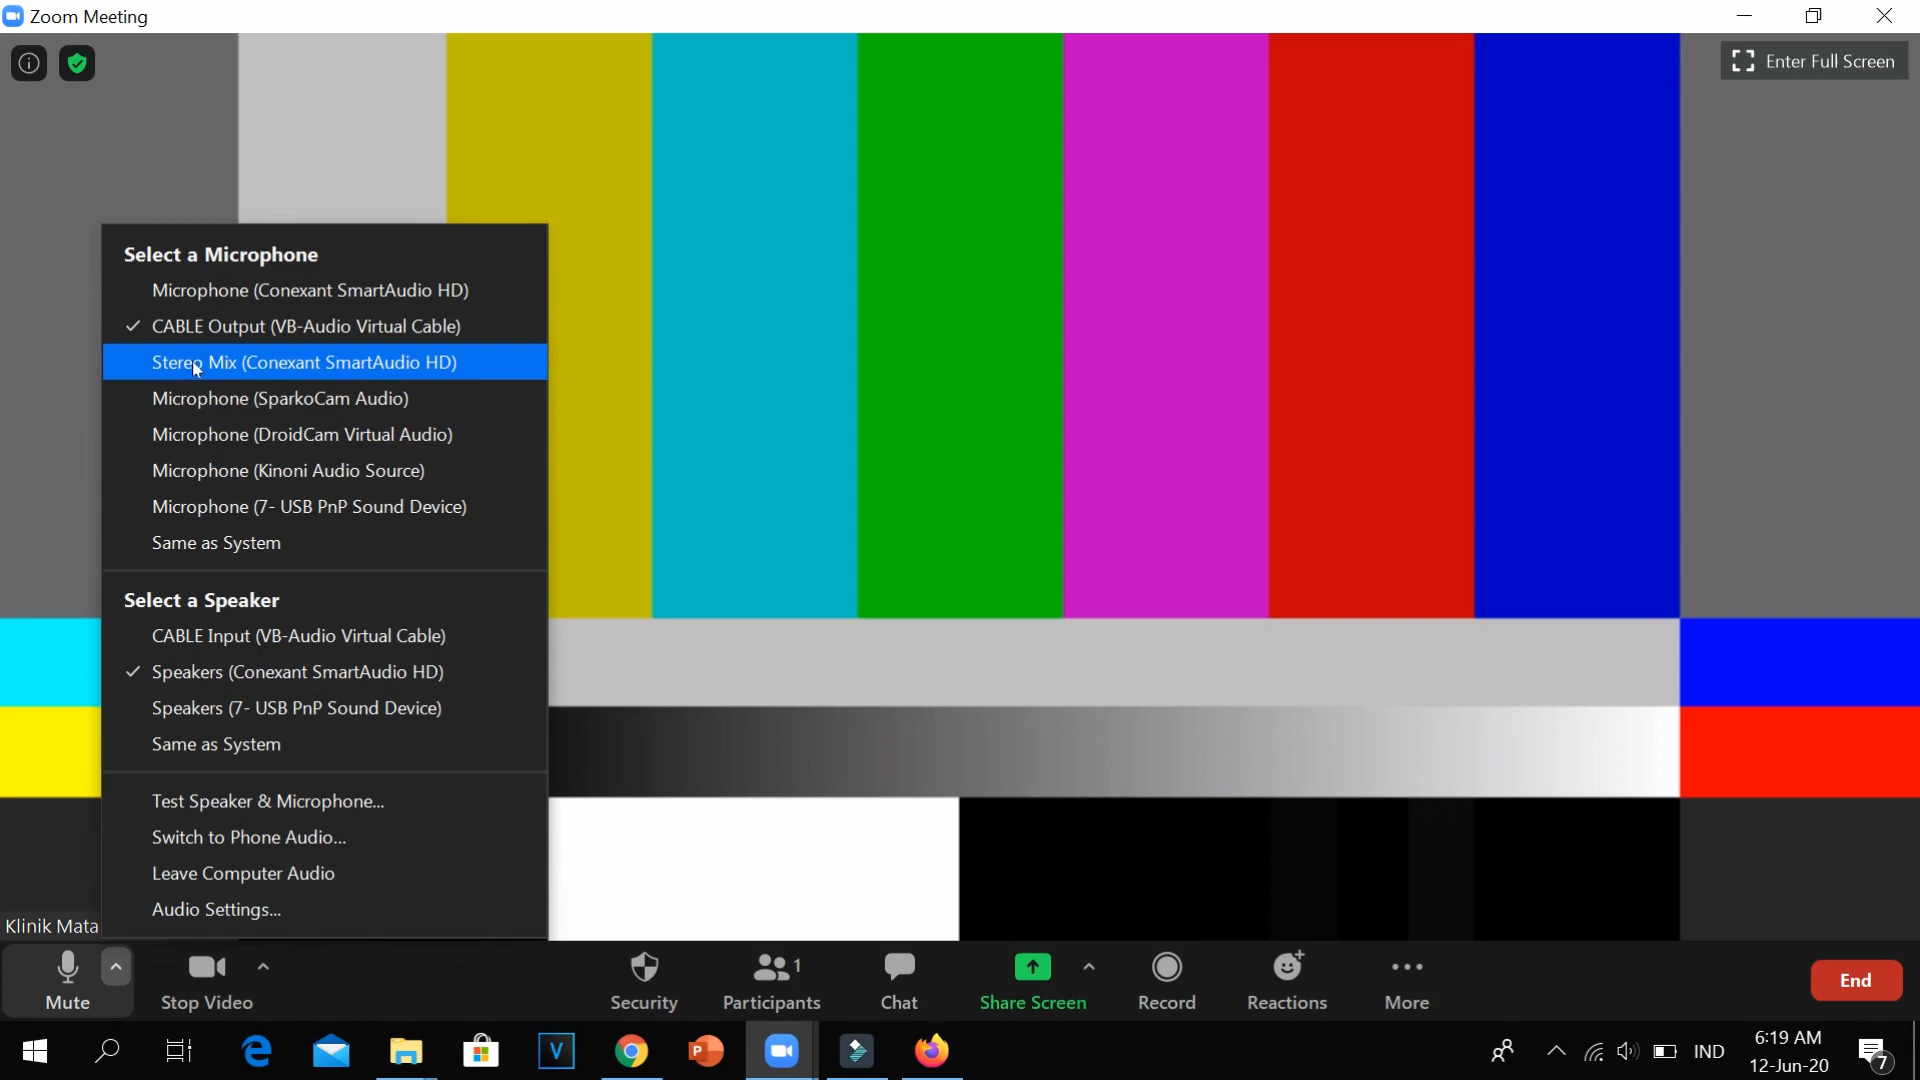 Zoom Meeting
Enter Full Screen
Select a Microphone
Microphone (Conexant SmartAudio HD)
CABLE Output (VB-Audio Virtual Cable)
Stereo Mix (Conexant SmartAudio HD)
Microphone (SparkoCam Audio)
Microphone (DroidCam Virtual Audio)
Microphone (Kinoni Audio Source)
Microphone (7- USB PnP Sound Device)
Same as System
Select a Speaker
CABLE Input (VB-Audio Virtual Cable)
Speakers (Conexant SmartAudio HD)
Speakers (7- USB PnP Sound Device)
Same as System
Test Speaker & Microphone...
Switch to Phone Audio...
Leave Computer Audio
Audio Settings...
Klinik Mata
Mute
Stop Video
Security
1
Participants
Chat
Share Screen
Record
Reactions
More
End
V
P
IND
6:19 AM
12-Jun-20
7